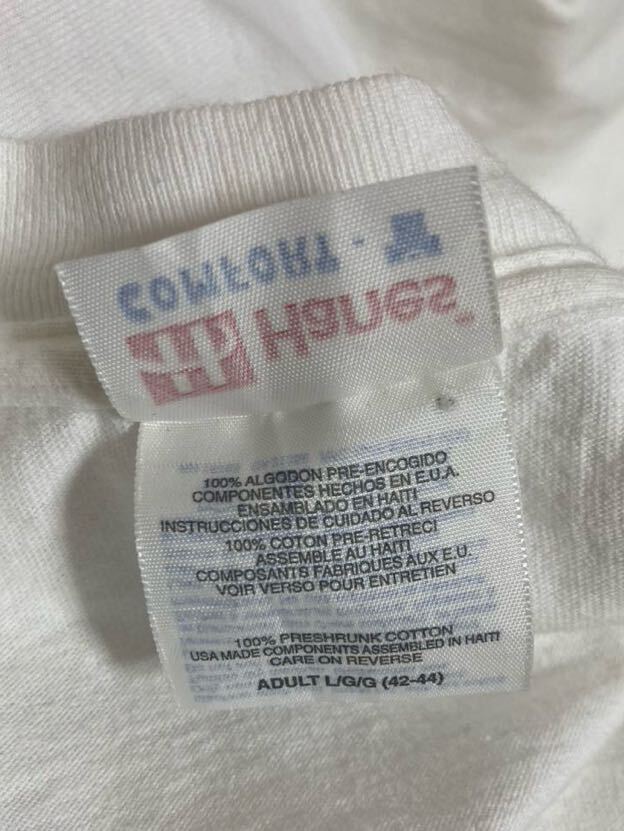 COMFORT -
Hanes
100% ALGODON PRE-ENCOGIDO
COMPONENTES HECHOS EN E.U.A.
ENSAMBLADO EN HAITI
INSTRUCCIONES DE CUIDADO AL REVERSO
100% COTON PRE-RETRECI
ASSEMBLE AU HAITI
COMPOSANTS FABRIQUES AUX E.U.
VOIR VERSO POUR ENTRETIEN
100% PRESHRUNK COTTON
USA MADE COMPONENTS ASSEMBLED IN HAITI
CARE ON REVERSE
ADULT L/G/G (42-44)